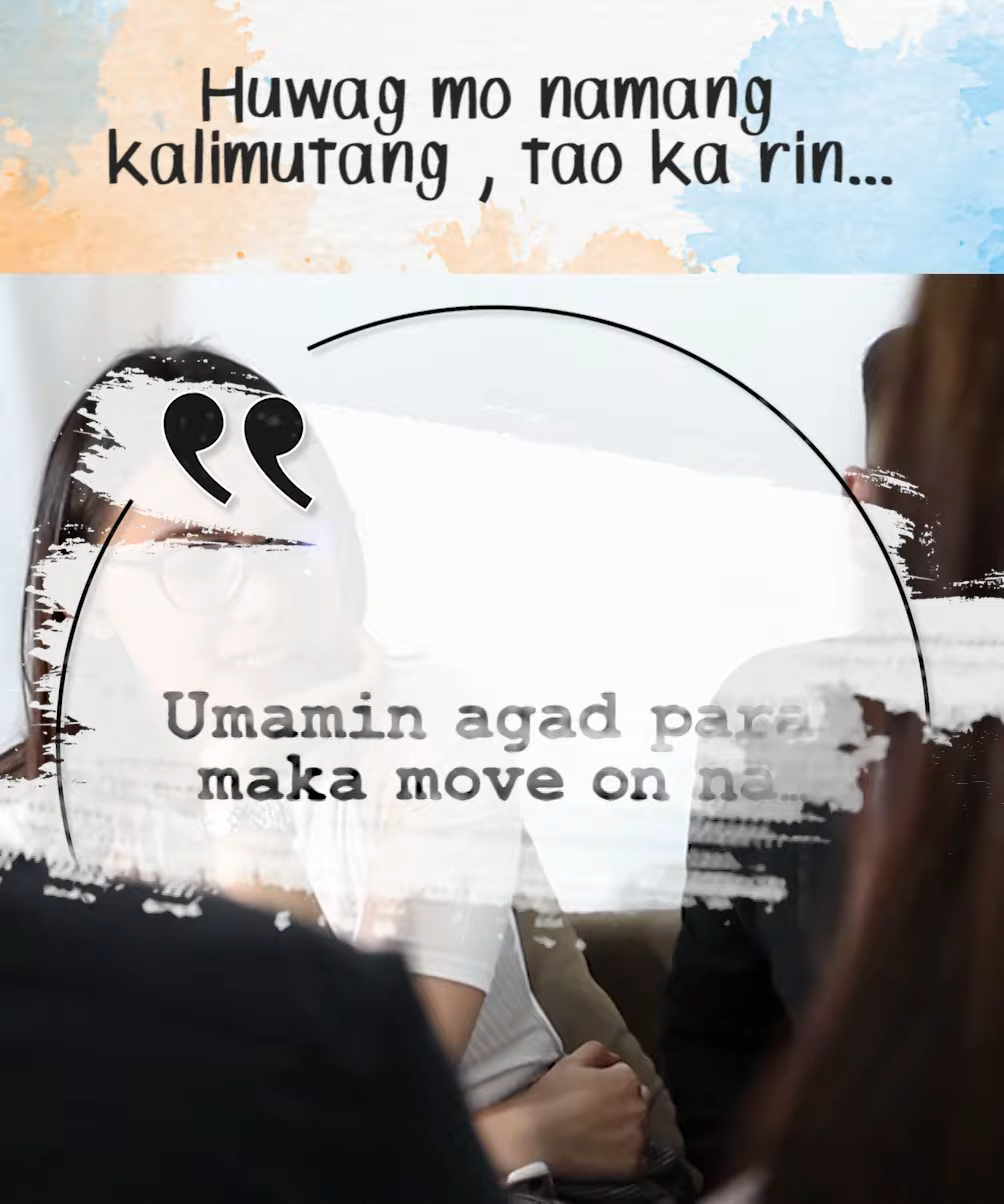 Huwag mo namang
kalimutang , tao ka rin...
Umamin agad para
maka move on na...